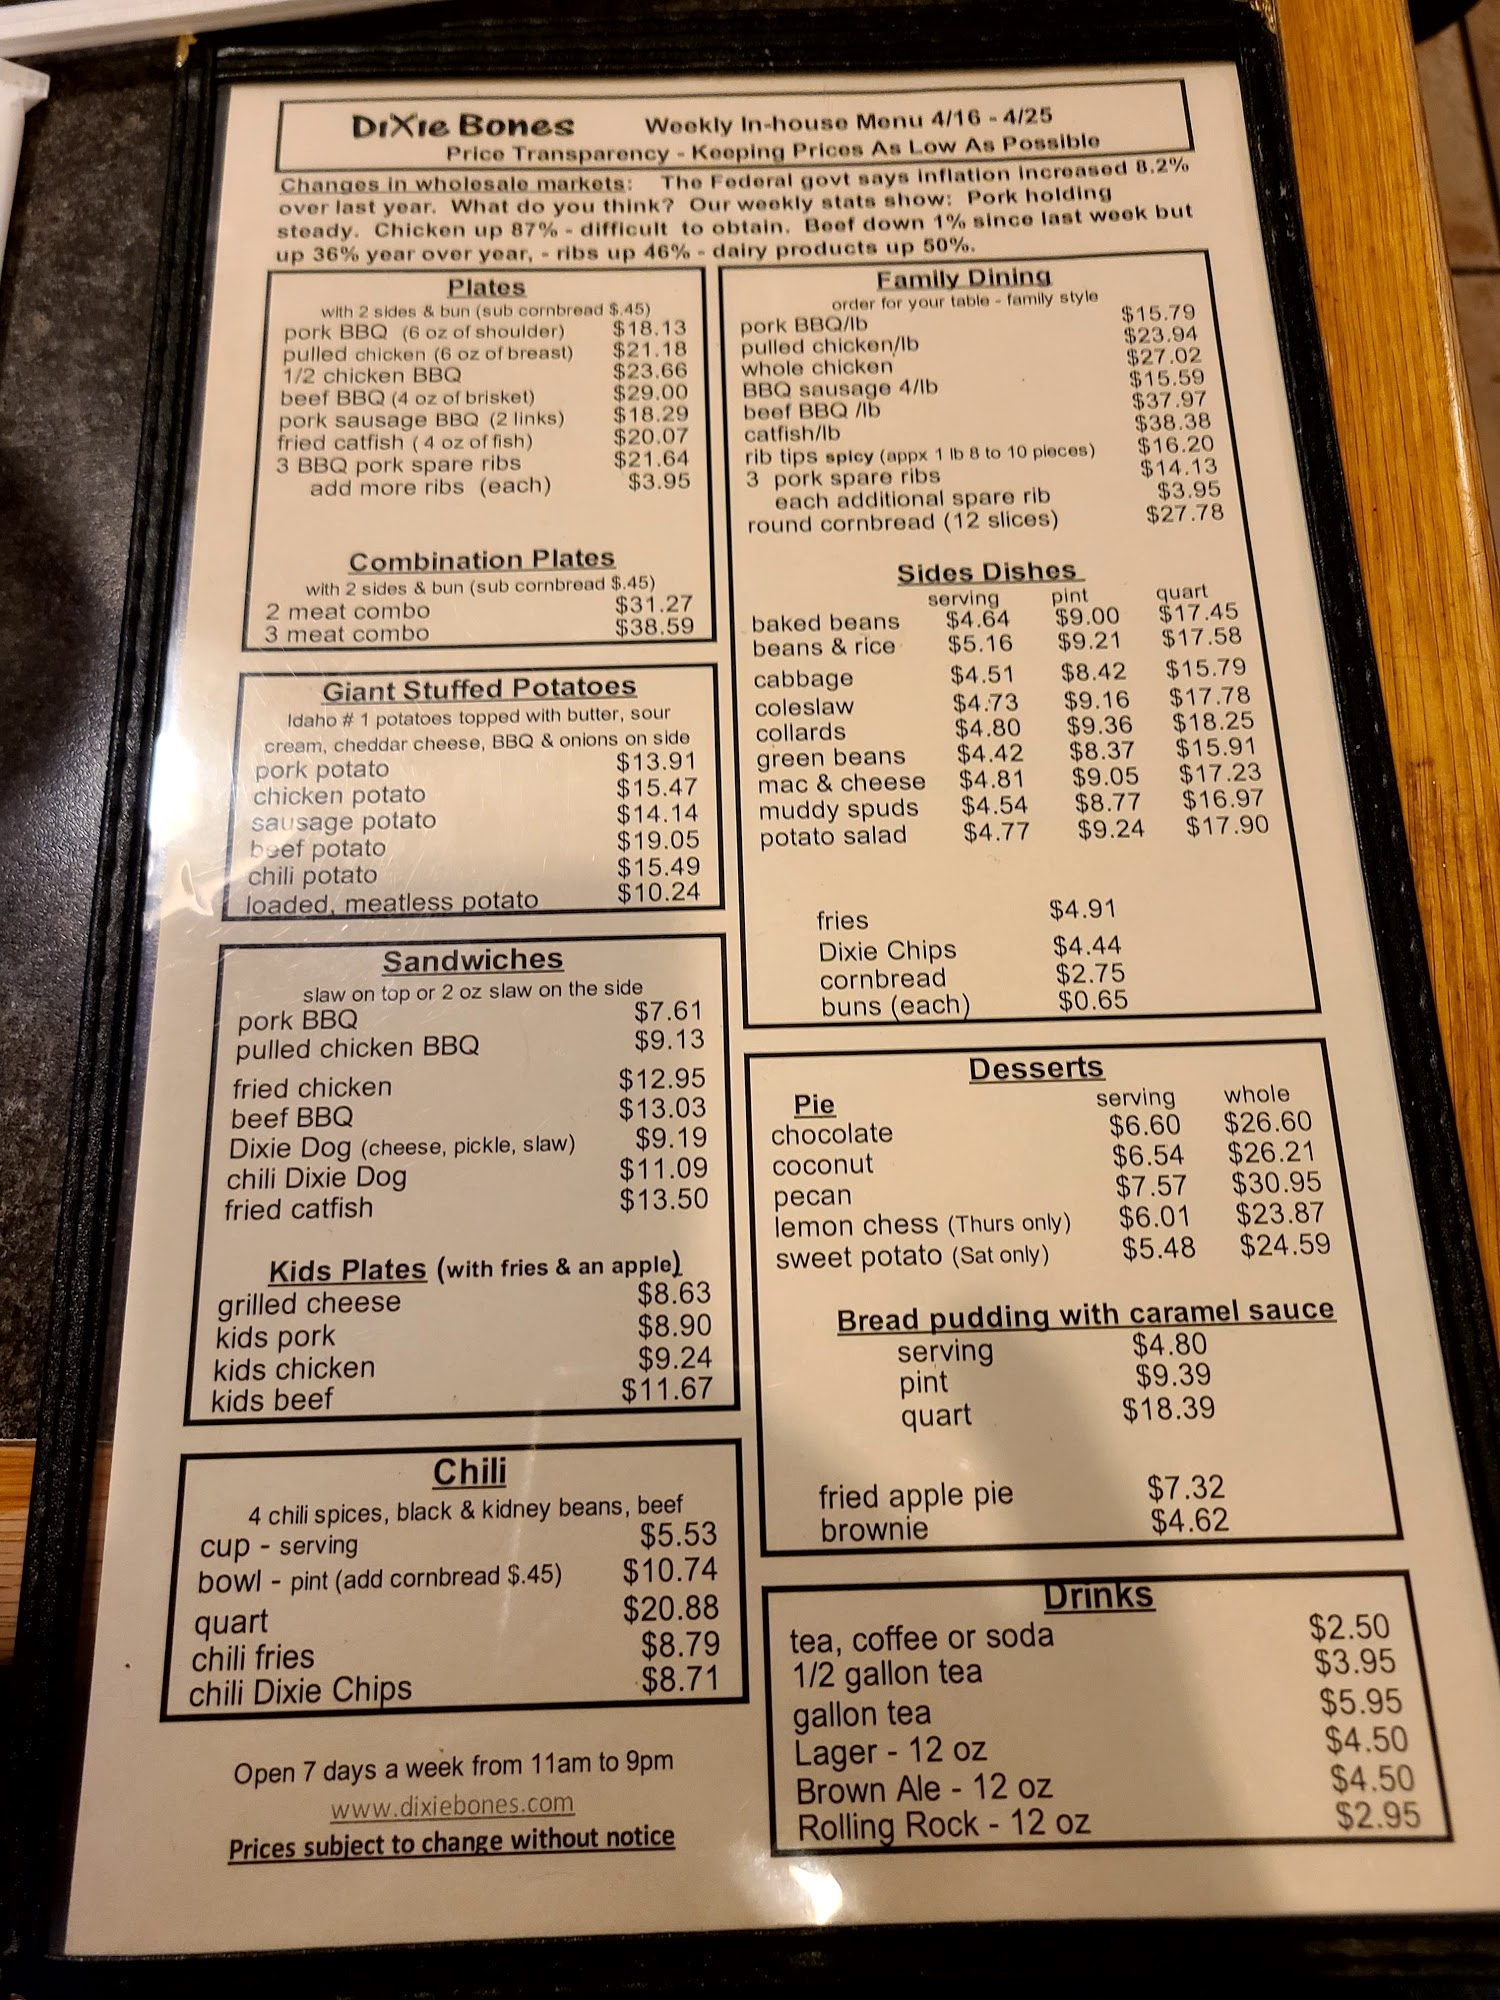 DiXie Bones Weekly In-house Menu 4/16 - 4/25
Price Transparency - Keeping Prices As Low As Possible
Changes in wholesale markets: The Federal govt says inflation increased 8.2%
over last year. What do you think? Our weekly stats show: Pork holding
steady. Chicken up 87% - difficult to obtain. Beef down 1% since last week but
up 36% year over year, - ribs up 46% - dairy products up 50%.
Plates
with 2 sides & bun (sub cornbread $.45)
pork BBQ (6 oz of shoulder) $18.13
pulled chicken (6 oz of breast) $21.18
1/2 chicken BBQ $23.66
beef BBQ (4 oz of brisket) $29.00
pork sausage BBQ (2 links) $18.29
fried catfish ( 4 oz of fish) $20.07
3 BBQ pork spare ribs $21.64
add more ribs (each) $3.95
Combination Plates
with 2 sides & bun (sub cornbread $.45)
2 meat combo $31.27
3 meat combo $38.59
Giant Stuffed Potatoes
Idaho # 1 potatoes topped with butter, sour
cream, cheddar cheese, BBQ & onions on side
pork potato $13.91
chicken potato $15.47
sausage potato $14.14
beef potato $19.05
chili potato $15.49
loaded, meatless potato $10.24
Sandwiches
slaw on top or 2 oz slaw on the side
pork BBQ $7.61
pulled chicken BBQ $9.13
fried chicken $12.95
beef BBQ $13.03
Dixie Dog (cheese, pickle, slaw) $9.19
chili Dixie Dog $11.09
fried catfish $13.50
Kids Plates (with fries & an apple)
grilled cheese $8.63
kids pork $8.90
kids chicken $9.24
kids beef $11.67
Chili
4 chili spices, black & kidney beans, beef
cup - serving $5.53
bowl - pint (add cornbread $.45) $10.74
quart $20.88
chili fries $8.79
chili Dixie Chips $8.71
Open 7 days a week from 11am to 9pm
www.dixiebones.com
Prices subject to change without notice
Family Dining
order for your table - family style
pork BBQ/lb $15.79
pulled chicken/lb $23.94
whole chicken $27.02
BBQ sausage 4/lb $15.59
beef BBQ /lb $37.97
catfish/lb $38.38
rib tips spicy (appx 1 lb 8 to 10 pieces) $16.20
3 pork spare ribs $14.13
each additional spare rib $3.95
round cornbread (12 slices) $27.78
Sides Dishes
serving pint quart
baked beans $4.64 $9.00 $17.45
beans & rice $5.16 $9.21 $17.58
cabbage $4.51 $8.42 $15.79
coleslaw $4.73 $9.16 $17.78
collards $4.80 $9.36 $18.25
green beans $4.42 $8.37 $15.91
mac & cheese $4.81 $9.05 $17.23
muddy spuds $4.54 $8.77 $16.97
potato salad $4.77 $9.24 $17.90
fries $4.91
Dixie Chips $4.44
cornbread $2.75
buns (each) $0.65
Desserts
Pie serving whole
chocolate $6.60 $26.60
coconut $6.54 $26.21
pecan $7.57 $30.95
lemon chess (Thurs only) $6.01 $23.87
sweet potato (Sat only) $5.48 $24.59
Bread pudding with caramel sauce
serving $4.80
pint $9.39
quart $18.39
fried apple pie $7.32
brownie $4.62
Drinks
tea, coffee or soda $2.50
1/2 gallon tea $3.95
gallon tea $5.95
Lager - 12 oz $4.50
Brown Ale - 12 oz $4.50
Rolling Rock - 12 oz $2.95